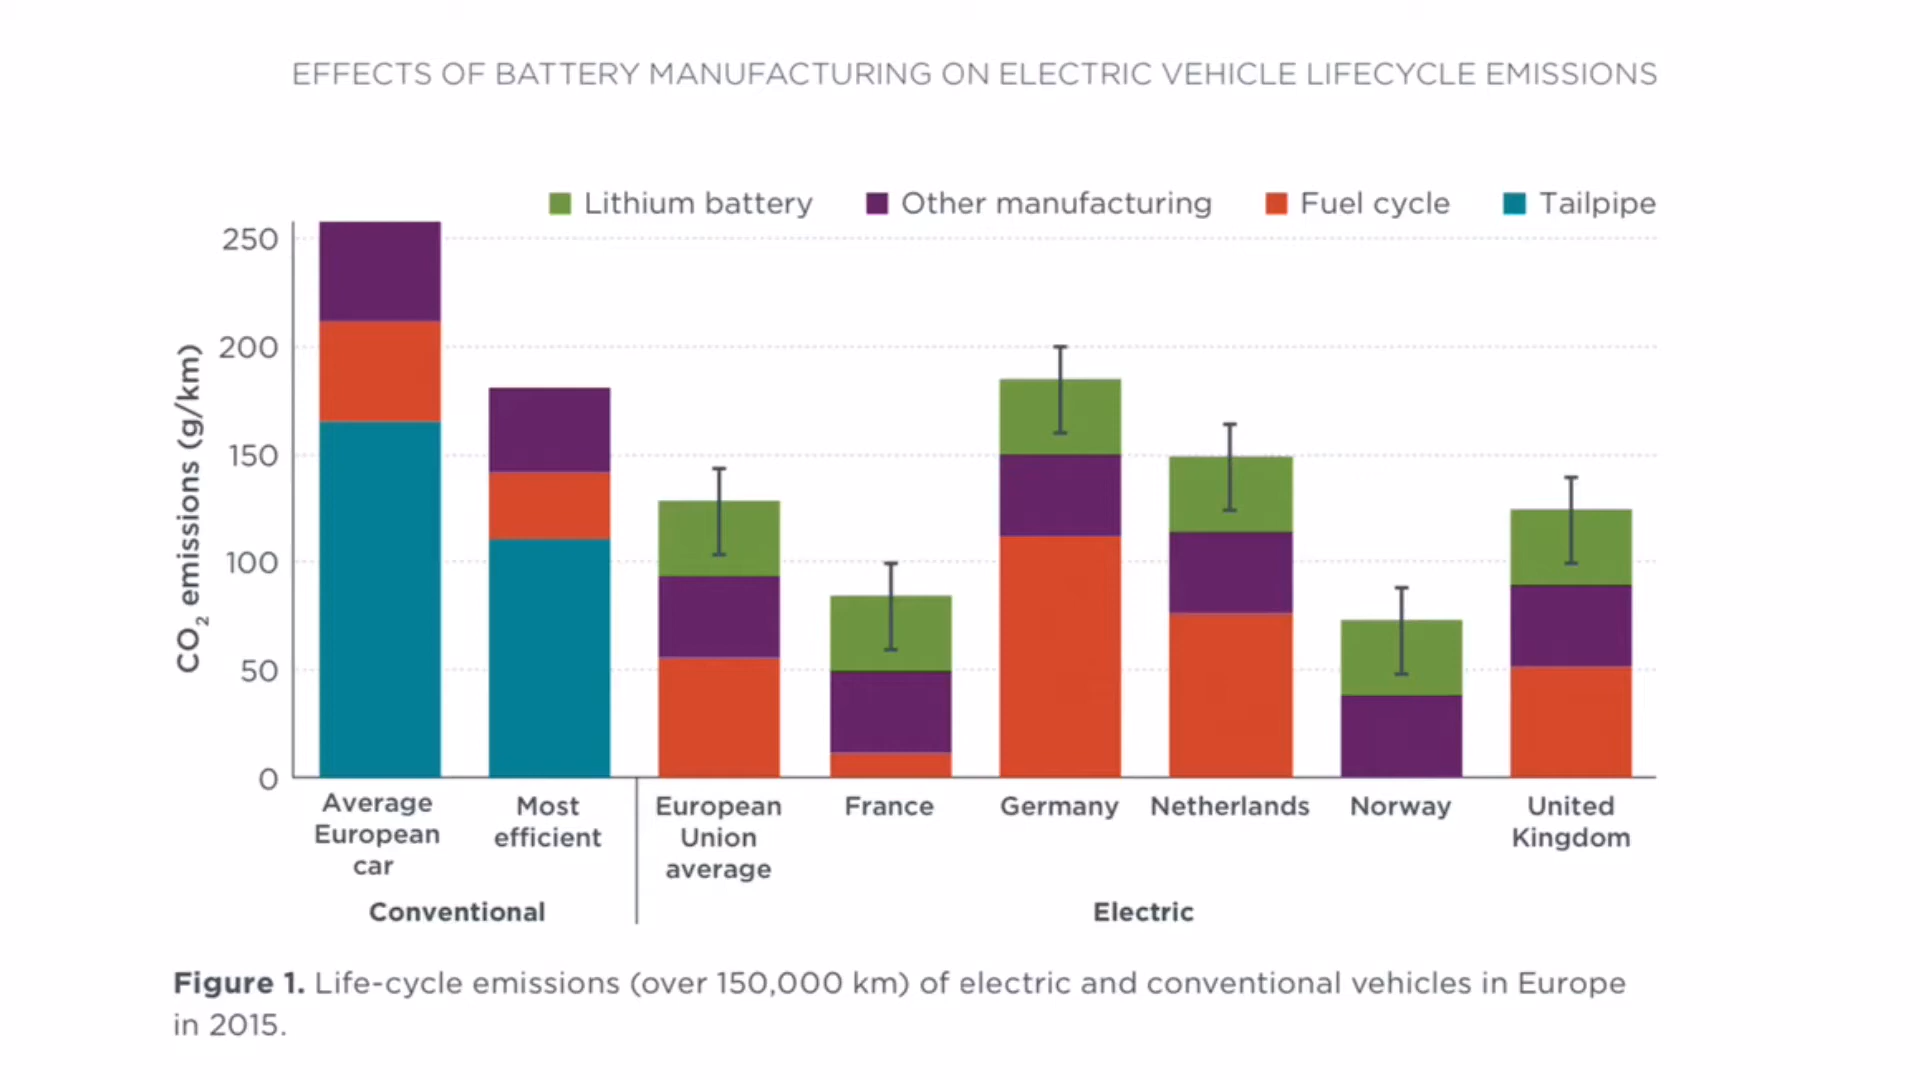 EFFECTS OF BATTERY MANUFACTURING ON ELECTRIC VEHICLE LIFECYCLE EMISSIONS
Lithium battery Other manufacturing Fuel cycle Tailpipe
CO₂ emissions (g/km)
250
200
150
100
50
0
Average European car
Most efficient
European Union average
France
Germany
Netherlands
Norway
United Kingdom
Conventional
Electric
Figure 1. Life-cycle emissions (over 150,000 km) of electric and conventional vehicles in Europe
in 2015.